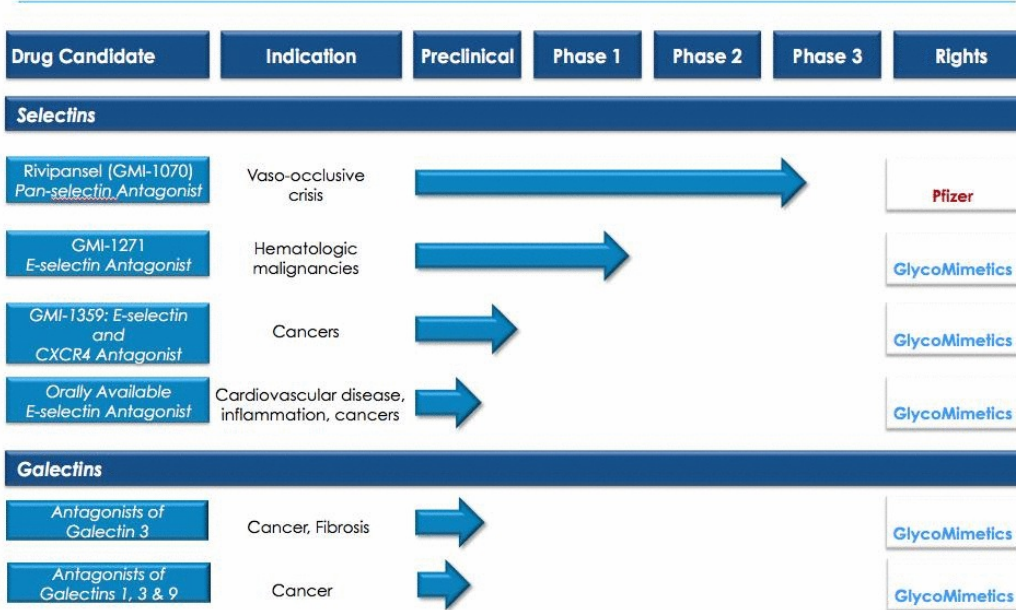 Drug Candidate Indication Preclinical Phase 1 Phase 2 Phase 3 Rights
Selectins
Rivipansel (GMI-1070)
Pan-selectin Antagonist
Vaso-occlusive
crisis
Pfizer
GMI-1271
E-selectin Antagonist
Hematologic
malignancies
GlycoMimetics
GMI-1359: E-selectin
and
CXCR4 Antagonist
Cancers
GlycoMimetics
Orally Available
E-selectin Antagonist
Cardiovascular disease,
inflammation, cancers
GlycoMimetics
Galectins
Antagonists of
Galectin 3
Cancer, Fibrosis
GlycoMimetics
Antagonists of
Galectins 1, 3 & 9
Cancer
GlycoMimetics